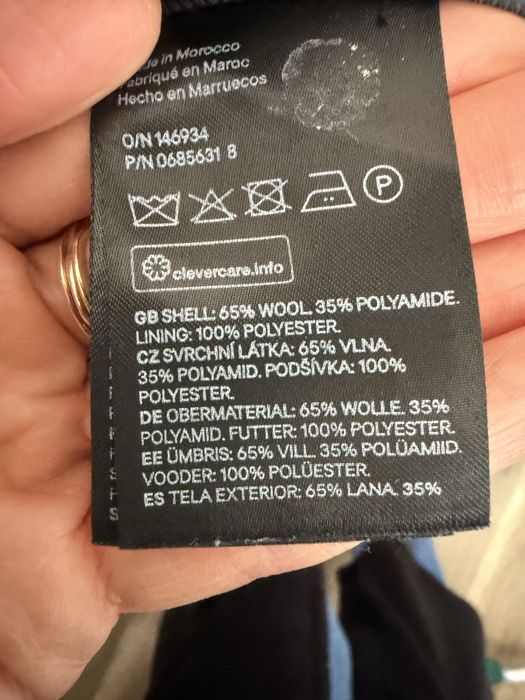 in Morocco
en Maroc
Hecho en Marruecos
O/N 146934
P/N 0685631 8
P
clevercare.info
GB SHELL: 65% WOOL. 35% POLYAMIDE.
LINING: 100% POLYESTER.
CZ SVRCHNÍ LÁTKA: 65% VLNA.
35% POLYAMID. PODŠÍVKA: 100%
POLYESTER.
DE OBERMATERIAL: 65% WOLLE. 35%
POLYAMID. FUTTER: 100% POLYESTER.
EE ÜMBRIS: 65% VILL. 35% POLÜAMIID.
VOODER: 100% POLÜESTER.
ES TELA EXTERIOR: 65% LANA. 35%